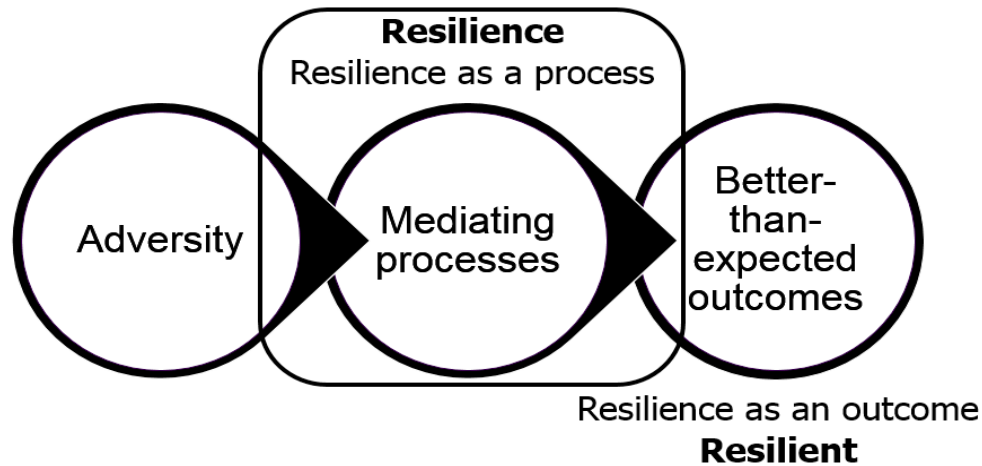 Resilience
Resilience as a process
Adversity
Mediating
processes
Better-
than-
expected
outcomes
Resilience as an outcome
Resilient